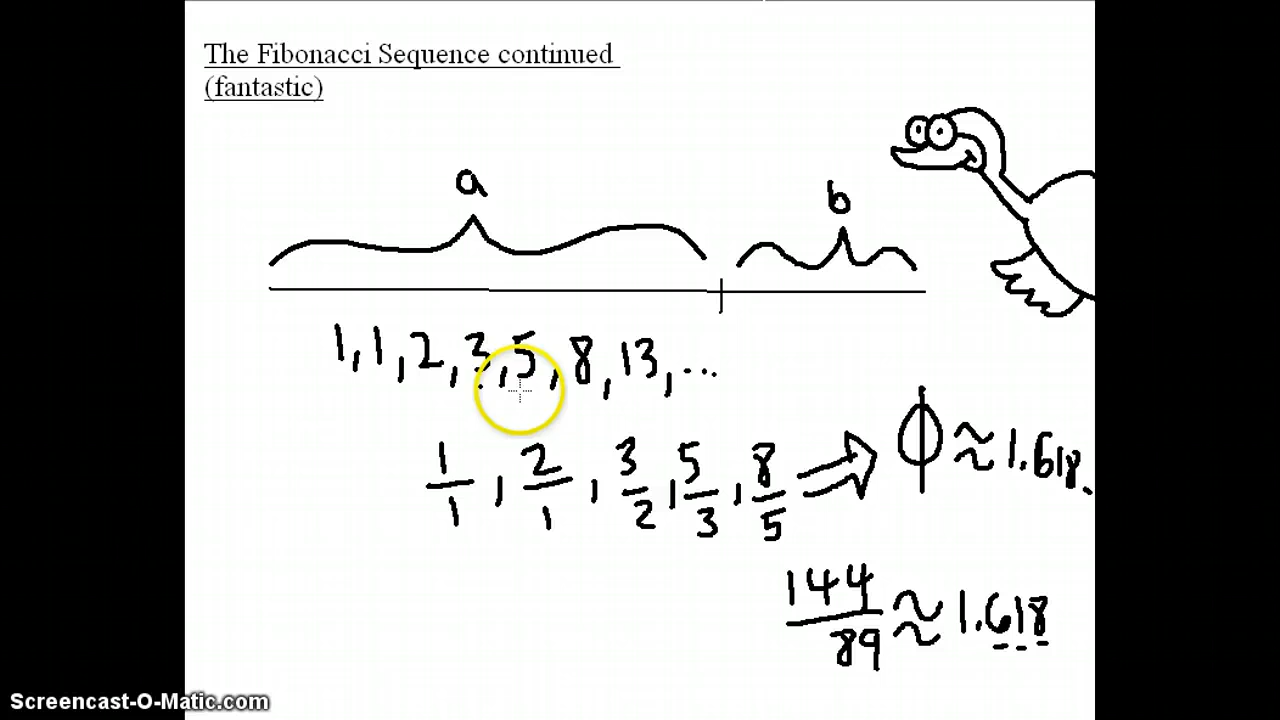 The Fibonacci Sequence continued
(fantastic)
a
b
1, 1, 2, 3, 5, 8, 13, ...
1/1, 2/1, 3/2, 5/3, 8/5 ⇒ ϕ ≈ 1.618.
144/89 ≈ 1.618
Screencast-O-Matic.com